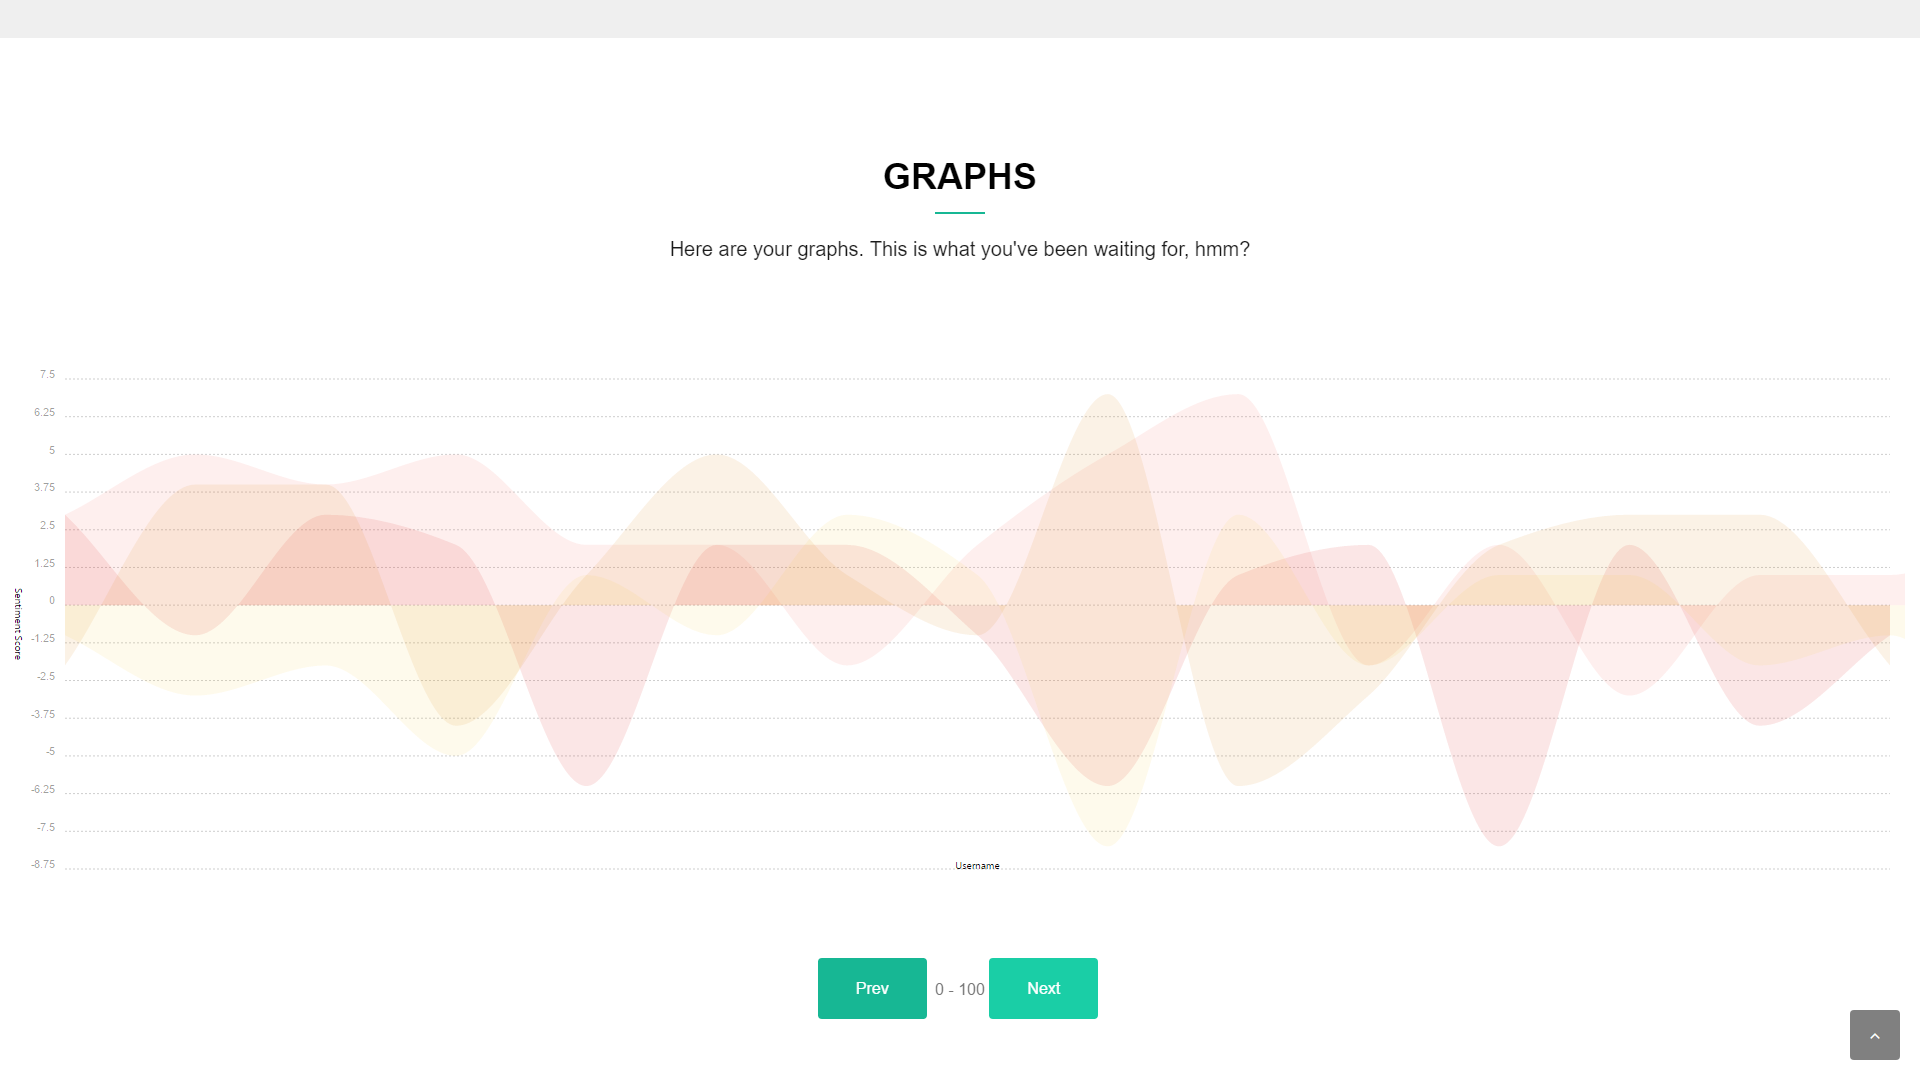 GRAPHS
Here are your graphs. This is what you've been waiting for, hmm?
7.5
6.25
5
3.75
2.5
1.25
0
-1.25
-2.5
-3.75
-5
-6.25
-7.5
-8.75
Sentiment Score
Username
Prev
0 - 100
Next